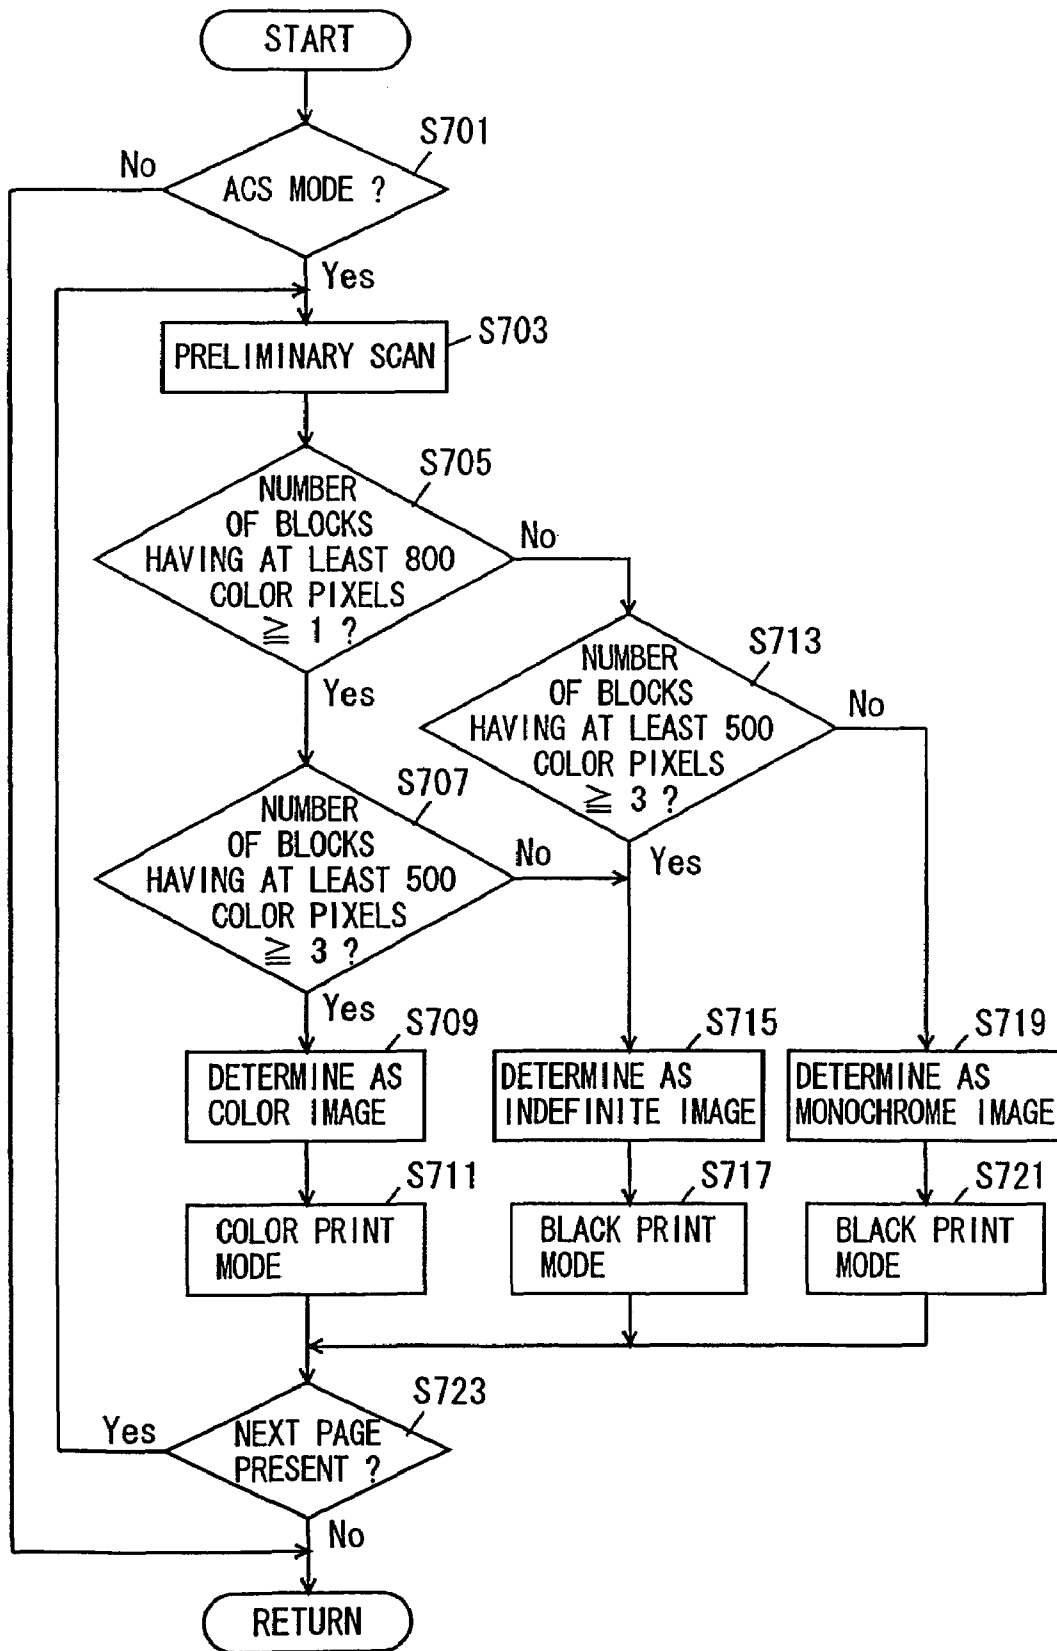 START
S701
No
ACS MODE ?
Yes
S703
PRELIMINARY SCAN
S705
NUMBER
OF BLOCKS
HAVING AT LEAST 800
COLOR PIXELS
≧ 1 ?
No
Yes
S713
NUMBER
OF BLOCKS
HAVING AT LEAST 500
COLOR PIXELS
≧ 3 ?
No
Yes
S707
NUMBER
OF BLOCKS
HAVING AT LEAST 500
COLOR PIXELS
≧ 3 ?
No
Yes
S709
DETERMINE AS
COLOR IMAGE
S715
DETERMINE AS
INDEFINITE IMAGE
S719
DETERMINE AS
MONOCHROME IMAGE
S711
COLOR PRINT
MODE
S717
BLACK PRINT
MODE
S721
BLACK PRINT
MODE
S723
Yes
NEXT PAGE
PRESENT ?
No
RETURN